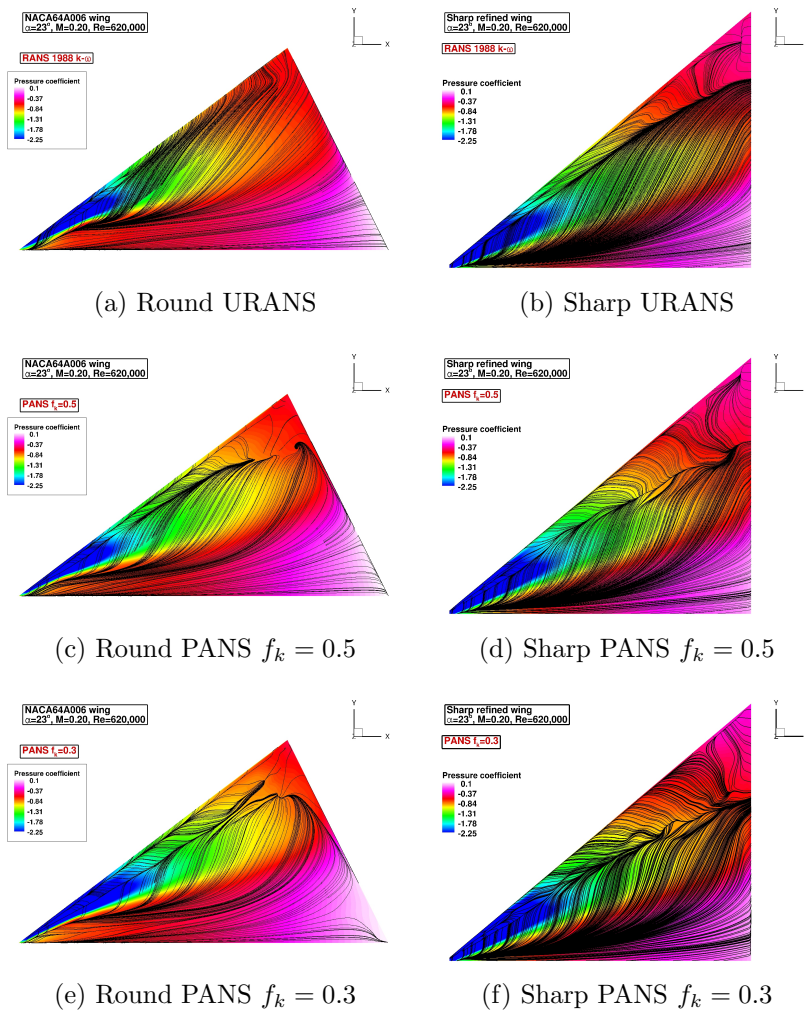 NACA64A006 wing
α=23°, M=0.20, Re=620,000
RANS 1988 k-ω
Pressure coefficient
0.1
-0.37
-0.84
-1.31
-1.78
-2.25
Y
Z
X
(a) Round URANS
Sharp refined wing
α=23°, M=0.20, Re=620,000
RANS 1988 k-ω
Pressure coefficient
0.1
-0.37
-0.84
-1.31
-1.78
-2.25
Y
Z
(b) Sharp URANS
NACA64A006 wing
α=23°, M=0.20, Re=620,000
PANS fk=0.5
Pressure coefficient
0.1
-0.37
-0.84
-1.31
-1.78
-2.25
Y
Z
X
(c) Round PANS fk = 0.5
Sharp refined wing
α=23°, M=0.20, Re=620,000
PANS fk=0.5
Pressure coefficient
0.1
-0.37
-0.84
-1.31
-1.78
-2.25
Y
Z
(d) Sharp PANS fk = 0.5
NACA64A006 wing
α=23°, M=0.20, Re=620,000
PANS fk=0.3
Pressure coefficient
0.1
-0.37
-0.84
-1.31
-1.78
-2.25
Y
Z
X
(e) Round PANS fk = 0.3
Sharp refined wing
α=23°, M=0.20, Re=620,000
PANS fk=0.3
Pressure coefficient
0.1
-0.37
-0.84
-1.31
-1.78
-2.25
Y
Z
(f) Sharp PANS fk = 0.3